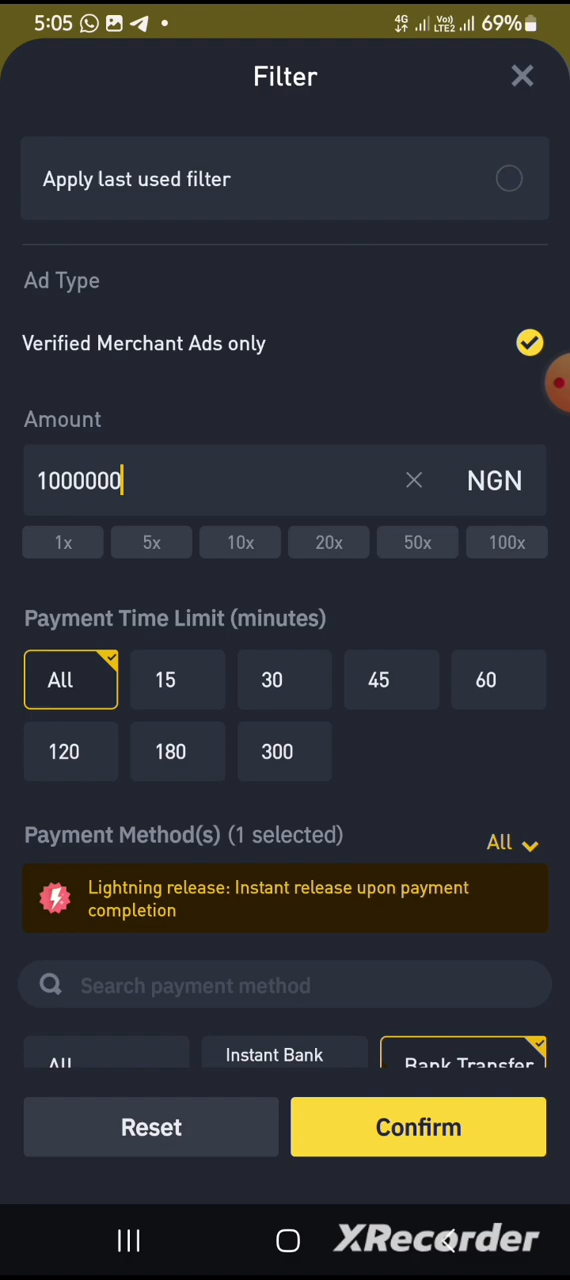 5:05 4G Vo) LTE2 69%
Filter
Apply last used filter
Ad Type
Verified Merchant Ads only
Amount
1000000 NGN
1x 5x 10x 20x 50x 100x
Payment Time Limit (minutes)
All 15 30 45 60
120 180 300
Payment Method(s) (1 selected)
All
Lightning release: Instant release upon payment
completion
Search payment method
All Instant Bank Bank Transfer
Reset Confirm
XRecorder